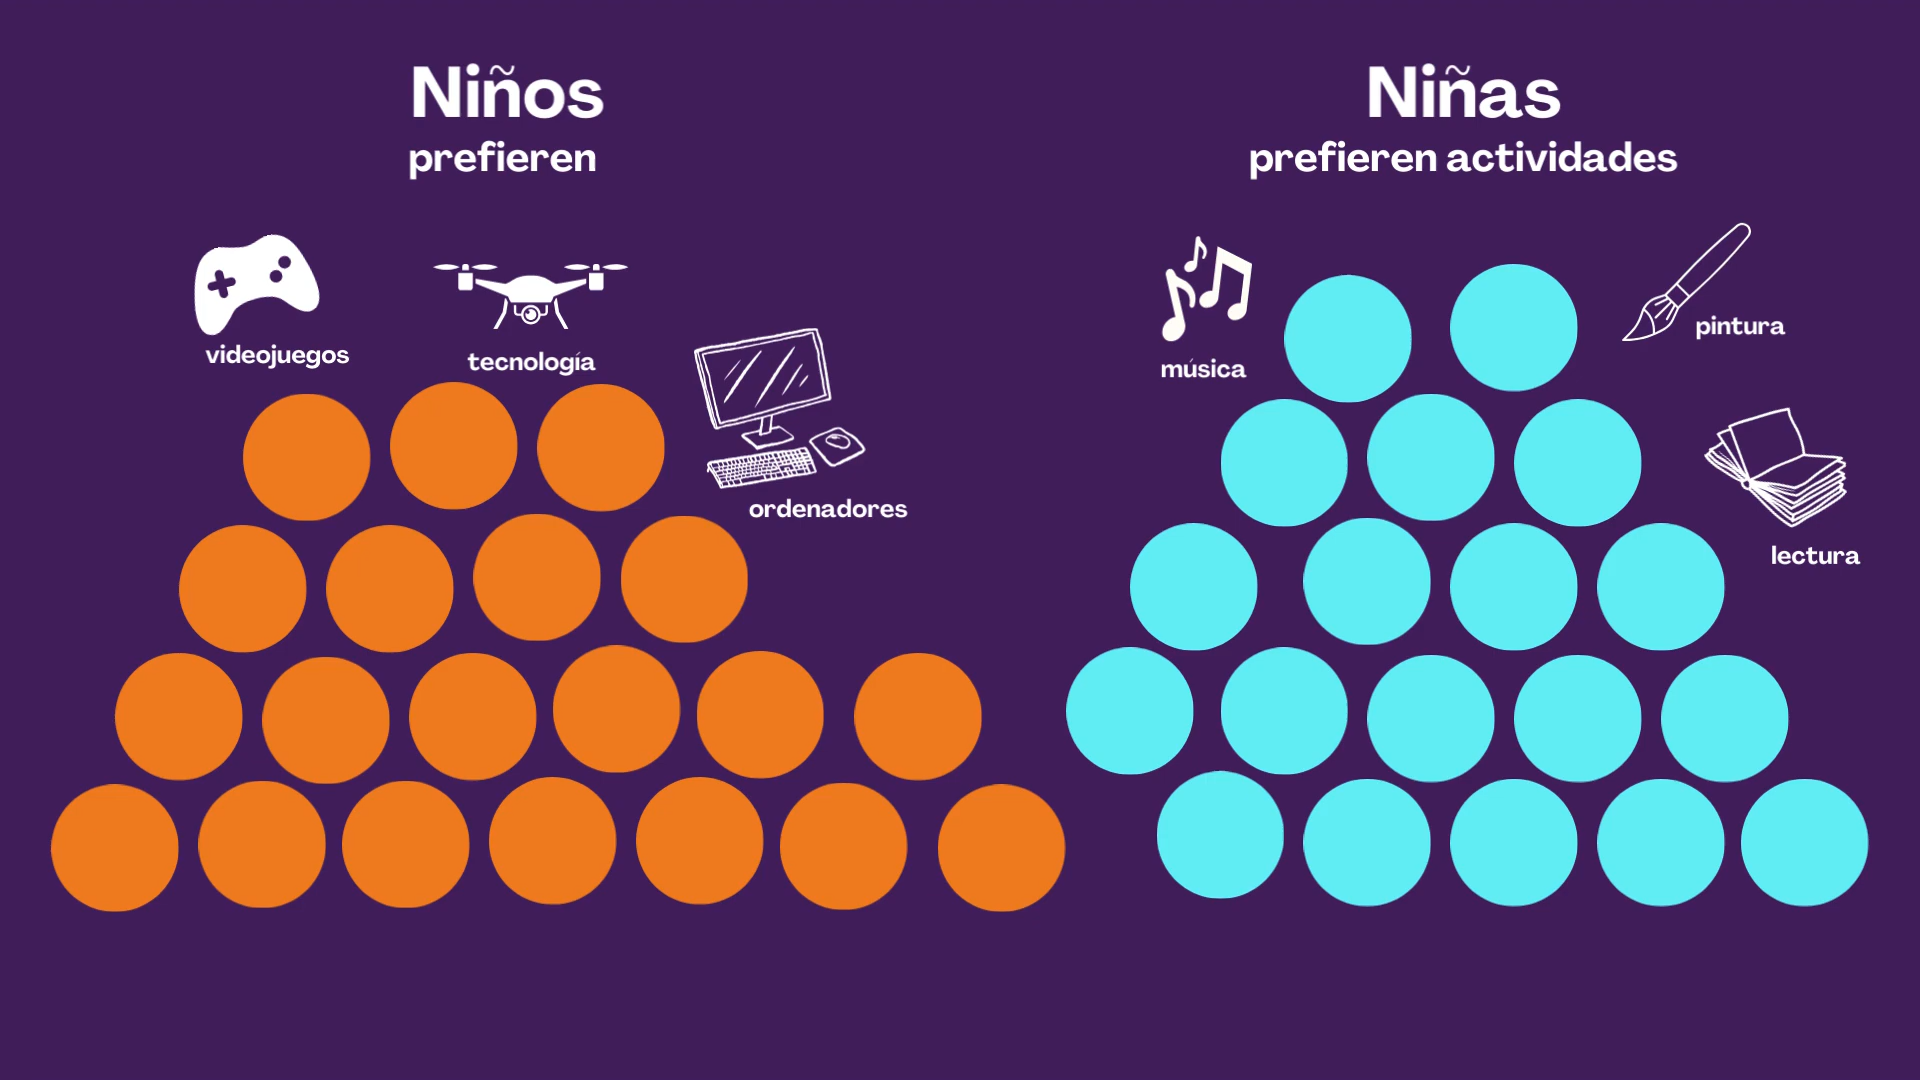 Niños
prefieren
videojuegos
tecnología
ordenadores
Niñas
prefieren actividades
música
pintura
lectura